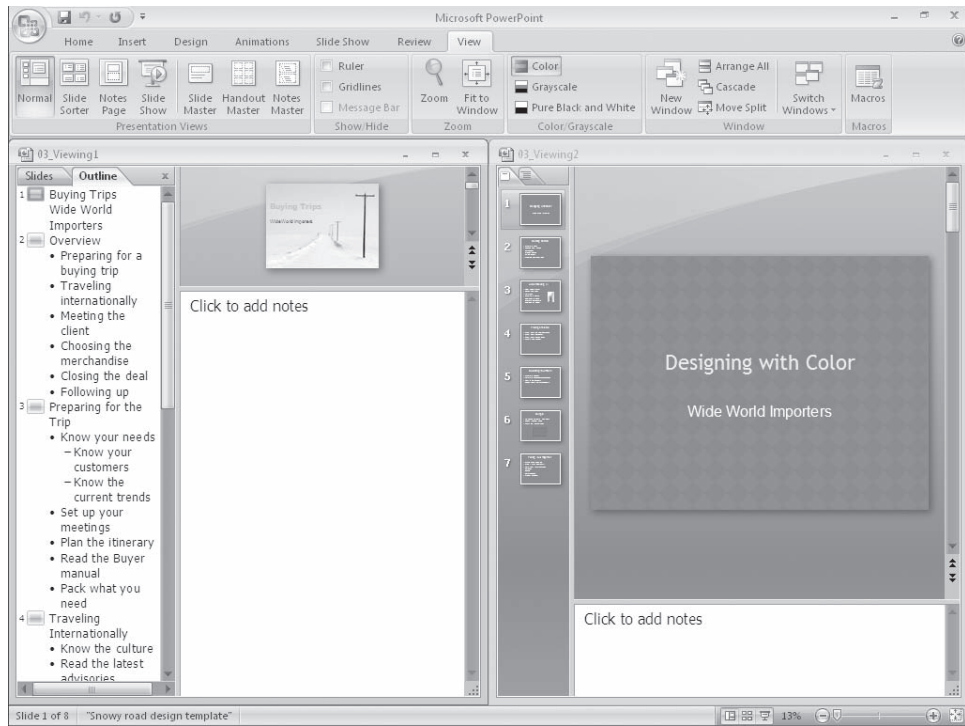 Microsoft PowerPoint
Home Insert Design Animations Slide Show Review View
Normal Slide Sorter Notes Page Slide Show Slide Master Handout Master Notes Master
Presentation Views
Ruler
Gridlines
Message Bar
Show/Hide
Zoom Fit to Window
Zoom
Color
Grayscale
Pure Black and White
Color/Grayscale
New Window
Arrange All
Cascade
Move Split
Switch Windows
Window
Macros
Macros
03_Viewing1
Slides Outline
1 Buying Trips
Wide World
Importers
2 Overview
• Preparing for a
buying trip
• Traveling
internationally
• Meeting the
client
• Choosing the
merchandise
• Closing the deal
• Following up
3 Preparing for the
Trip
• Know your needs
– Know your
customers
– Know the
current trends
• Set up your
meetings
• Plan the itinerary
• Read the Buyer
manual
• Pack what you
need
4 Traveling
Internationally
• Know the culture
• Read the latest
advisories
Buying Trips
Wide World Importers
Click to add notes
03_Viewing2
1
2
3
4
5
6
7
Designing with Color
Wide World Importers
Click to add notes
Slide 1 of 8 "Snowy road design template" 13%